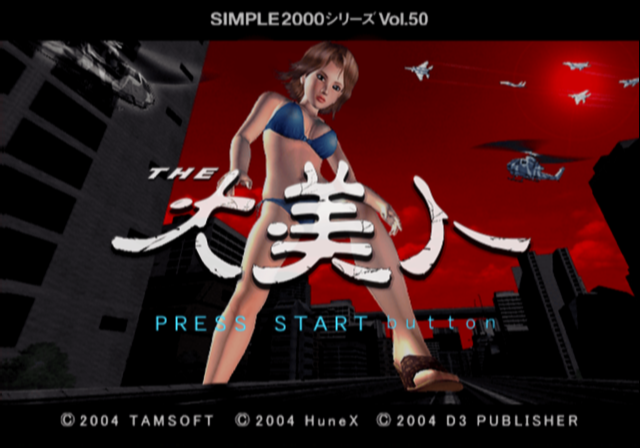 SIMPLE2000シリーズ Vol.50
THE
大美人
PRESS START button
©2004 TAMSOFT ©2004 HuneX ©2004 D3 PUBLISHER